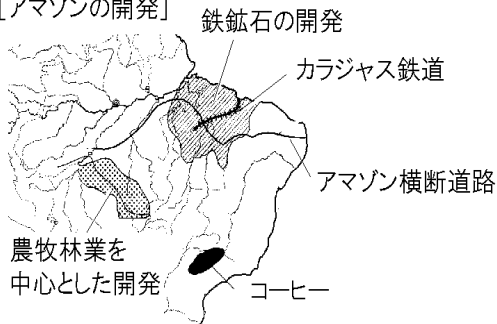 [アマゾンの開発]
鉄鉱石の開発
カラジャス鉄道
アマゾン横断道路
農牧林業を
中心とした開発
コーヒー